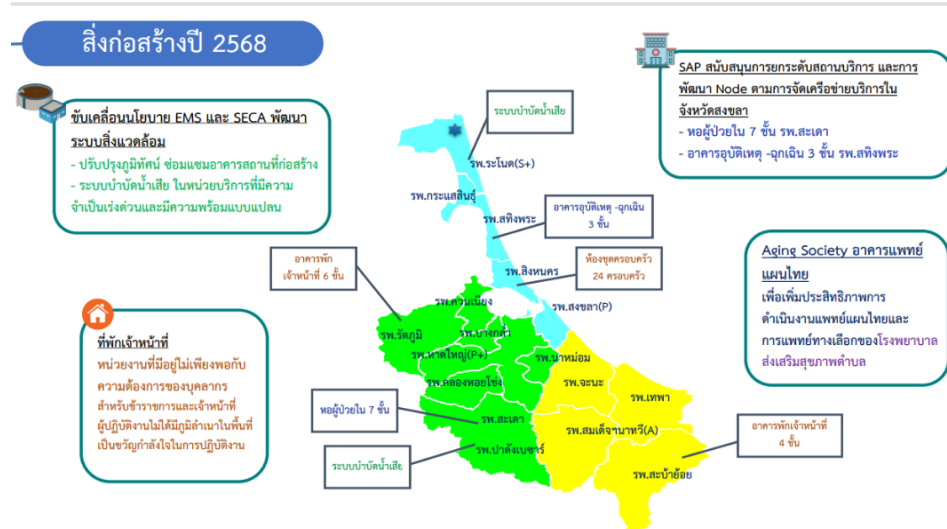 สิ่งก่อสร้างปี 2568
ขับเคลื่อนนโยบาย EMS และ SECA พัฒนา
ระบบสิ่งแวดล้อม
- ปรับปรุงภูมิทัศน์ ซ่อมแซมอาคารสถานที่ก่อสร้าง
- ระบบบำบัดน้ำเสีย ในหน่วยบริการที่มีความ
จำเป็นเร่งด่วนและมีความพร้อมแบบแปลน
SAP สนับสนุนการยกระดับสถานบริการ และการ
พัฒนา Node ตามการจัดเครือข่ายบริการใน
จังหวัดสงขลา
- หอผู้ป่วยใน 7 ชั้น รพ.สะเดา
- อาคารอุบัติเหตุ -ฉุกเฉิน 3 ชั้น รพ.สทิงพระ
ระบบบำบัดน้ำเสีย
รพ.ระโนด(S+)
รพ.กระแสสินธุ์
รพ.สทิงพระ
อาคารอุบัติเหตุ -ฉุกเฉิน
3 ชั้น
อาคารพัก
เจ้าหน้าที่ 6 ชั้น
รพ.สิงหนคร
ห้องชุดครอบครัว
24 ครอบครัว
Aging Society อาคารแพทย์
แผนไทย
เพื่อเพิ่มประสิทธิภาพการ
ดำเนินงานแพทย์แผนไทยและ
การแพทย์ทางเลือกของโรงพยาบาล
ส่งเสริมสุขภาพตำบล
รพ.ควนเนียง
รพ.สงขลา(P)
รพ.รัตภูมิ
รพ.บางกล่ำ
รพ.หาดใหญ่(P+)
รพ.นาหม่อม
รพ.คลองหอยโข่ง
รพ.จะนะ
รพ.เทพา
ที่พักเจ้าหน้าที่
หน่วยงานที่มีอยู่ไม่เพียงพอกับ
ความต้องการของบุคลากร
สำหรับข้าราชการและเจ้าหน้าที่
ผู้ปฏิบัติงานไม่ได้มีภูมิลำเนาในพื้นที่
เป็นขวัญกำลังใจในการปฏิบัติงาน
หอผู้ป่วยใน 7 ชั้น
รพ.สะเดา
รพ.สมเด็จฯนาทวี(A)
อาคารพักเจ้าหน้าที่
4 ชั้น
ระบบบำบัดน้ำเสีย
รพ.ปาดังเบซาร์
รพ.สะบ้าย้อย